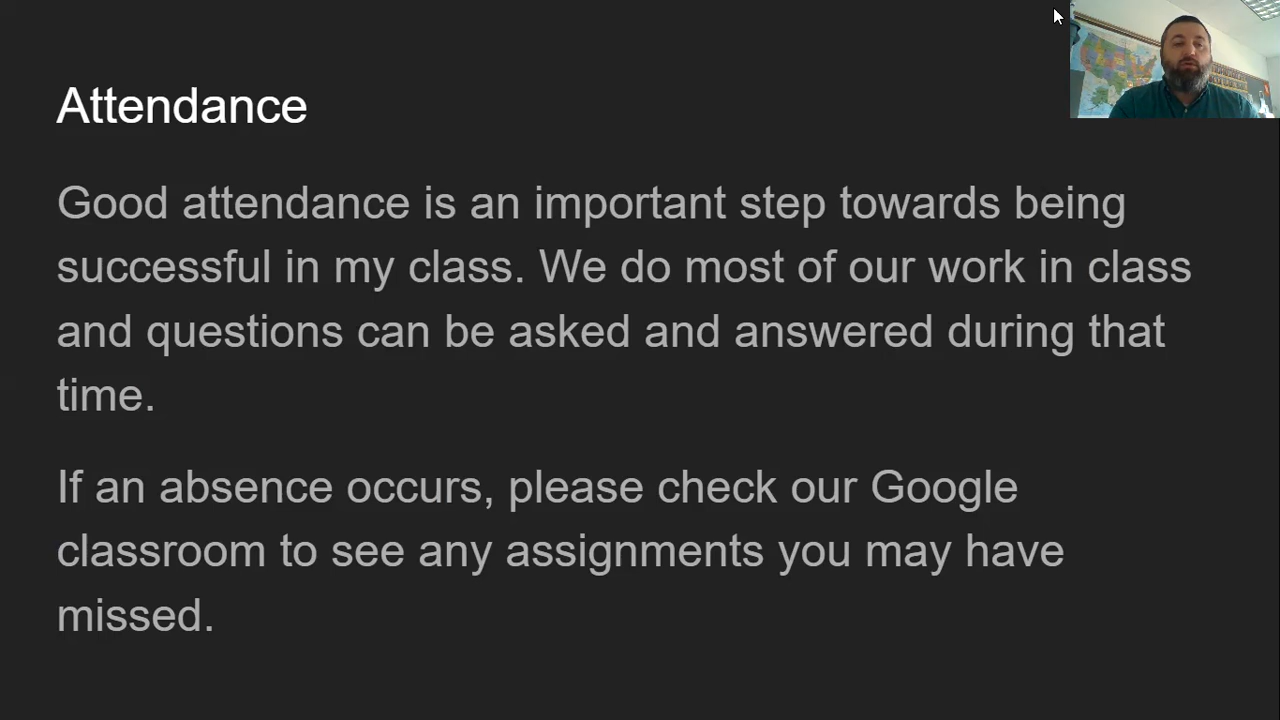 Attendance
Good attendance is an important step towards being
successful in my class. We do most of our work in class
and questions can be asked and answered during that
time.
If an absence occurs, please check our Google
classroom to see any assignments you may have
missed.